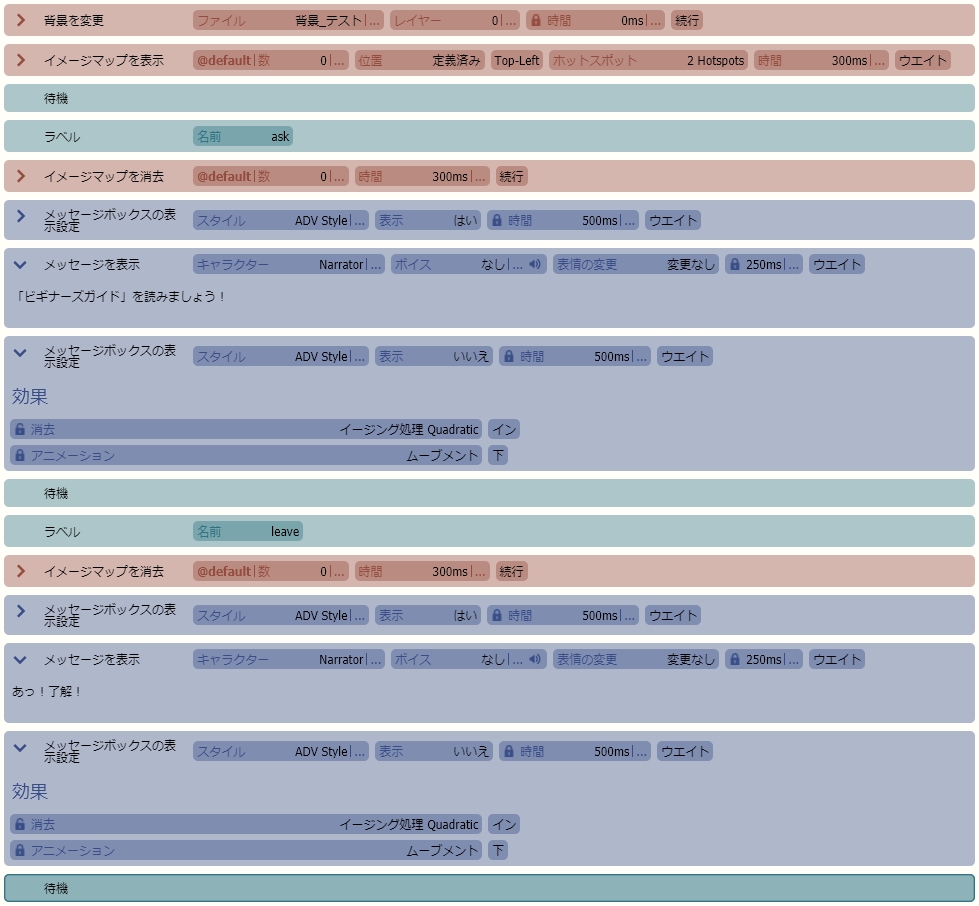 背景を変更 ファイル 背景_テスト|... レイヤー 0|... 時間 0ms|... 続行
イメージマップを表示 @default|数 0|... 位置 定義済み Top-Left ホットスポット 2 Hotspots 時間 300ms|... ウエイト
待機
ラベル 名前 ask
イメージマップを消去 @default|数 0|... 時間 300ms|... 続行
メッセージボックスの表
示設定 スタイル ADV Style|... 表示 はい 時間 500ms|... ウエイト
メッセージを表示 キャラクター Narrator|... ボイス なし|... 表情の変更 変更なし 250ms|... ウエイト
「ビギナーズガイド」を読みましょう！
メッセージボックスの表
示設定 スタイル ADV Style|... 表示 いいえ 時間 500ms|... ウエイト
効果
消去 イージング処理 Quadratic イン
アニメーション ムーブメント 下
待機
ラベル 名前 leave
イメージマップを消去 @default|数 0|... 時間 300ms|... 続行
メッセージボックスの表
示設定 スタイル ADV Style|... 表示 はい 時間 500ms|... ウエイト
メッセージを表示 キャラクター Narrator|... ボイス なし|... 表情の変更 変更なし 250ms|... ウエイト
あっ！了解！
メッセージボックスの表
示設定 スタイル ADV Style|... 表示 いいえ 時間 500ms|... ウエイト
効果
消去 イージング処理 Quadratic イン
アニメーション ムーブメント 下
待機